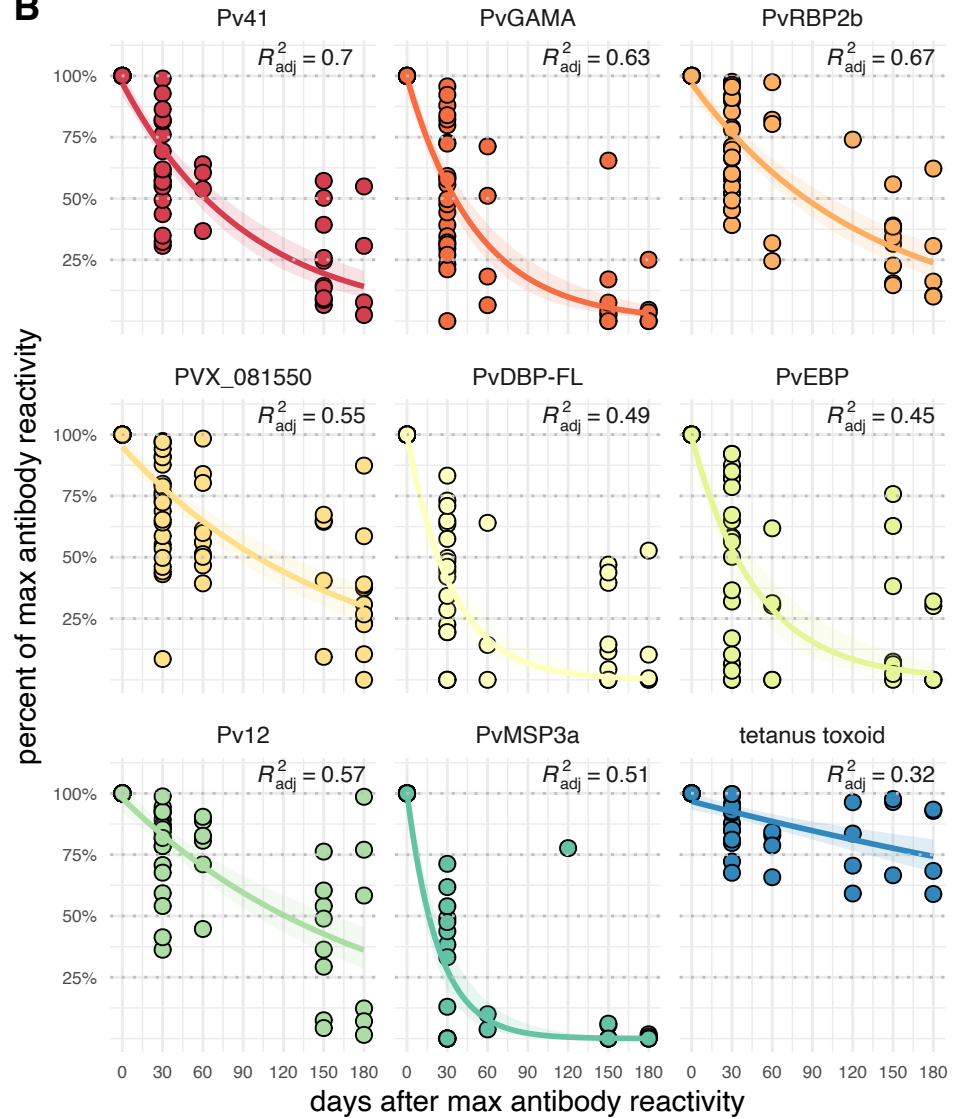 B
Pv41 PvGAMA PvRBP2b
R²adj = 0.7 R²adj = 0.63 R²adj = 0.67
100%
75%
50%
25%
PVX_081550 PvDBP-FL PvEBP
R²adj = 0.55 R²adj = 0.49 R²adj = 0.45
100%
75%
50%
25%
Pv12 PvMSP3a tetanus toxoid
R²adj = 0.57 R²adj = 0.51 R²adj = 0.32
100%
75%
50%
25%
0 30 60 90 120 150 180 0 30 60 90 120 150 180 0 30 60 90 120 150 180
days after max antibody reactivity
percent of max antibody reactivity